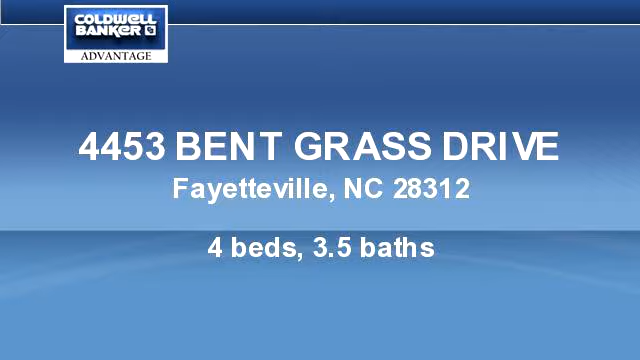 COLDWELL
BANKER
ADVANTAGE
4453 BENT GRASS DRIVE
Fayetteville, NC 28312
4 beds, 3.5 baths